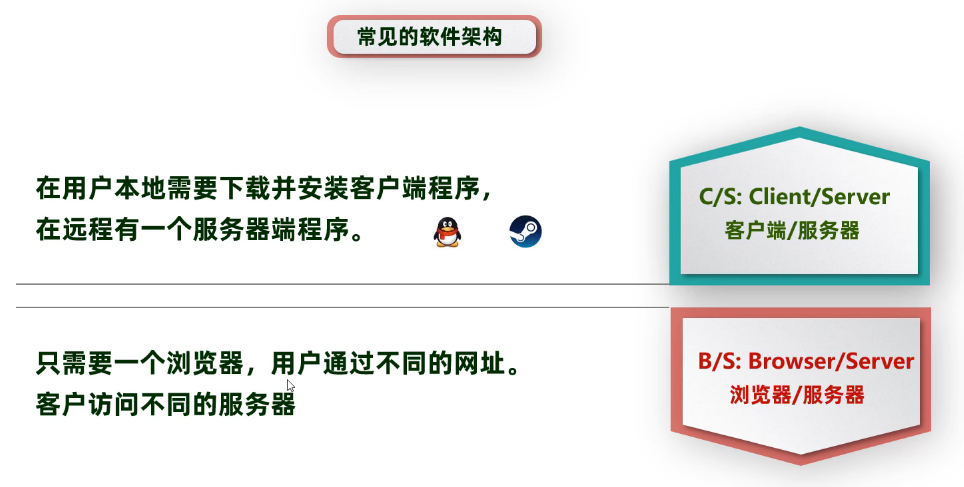 常见的软件架构
在用户本地需要下载并安装客户端程序，
在远程有一个服务器端程序。
C/S: Client/Server
客户端/服务器
只需要一个浏览器，用户通过不同的网址。
客户访问不同的服务器
B/S: Browser/Server
浏览器/服务器